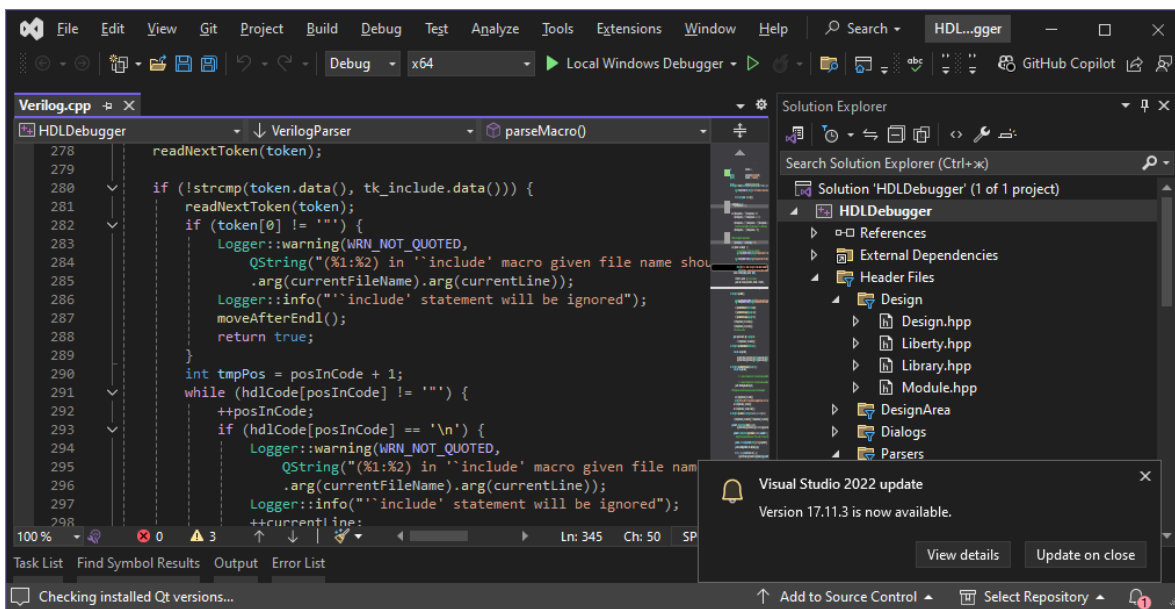 File Edit View Git Project Build Debug Test Analyze Tools Extensions Window Help Search HDL...gger
Debug x64 Local Windows Debugger GitHub Copilot
Verilog.cpp
HDLDebugger VerilogParser parseMacro()
278 readNextToken(token);
279
280 if (!strcmp(token.data(), tk_include.data())) {
281 readNextToken(token);
282 if (token[0] != '"') {
283 Logger::warning(WRN_NOT_QUOTED,
284 QString("(%1:%2) in '`include' macro given file name shou
285 .arg(currentFileName).arg(currentLine));
286 Logger::info("'`include' statement will be ignored");
287 moveAfterEndl();
288 return true;
289 }
290 int tmpPos = posInCode + 1;
291 while (hdlCode[posInCode] != '"') {
292 ++posInCode;
293 if (hdlCode[posInCode] == '\n') {
294 Logger::warning(WRN_NOT_QUOTED,
295 QString("(%1:%2) in '`include' macro given file nam
296 .arg(currentFileName).arg(currentLine));
297 Logger::info("'`include' statement will be ignored");
298 ++currentLine;
100 % 0 3 Ln: 345 Ch: 50 SP
Task List Find Symbol Results Output Error List
Solution Explorer
Search Solution Explorer (Ctrl+ж)
Solution 'HDLDebugger' (1 of 1 project)
HDLDebugger
References
External Dependencies
Header Files
Design
Design.hpp
Liberty.hpp
Library.hpp
Module.hpp
DesignArea
Dialogs
Parsers
Visual Studio 2022 update
Version 17.11.3 is now available.
View details Update on close
Checking installed Qt versions... Add to Source Control Select Repository 1